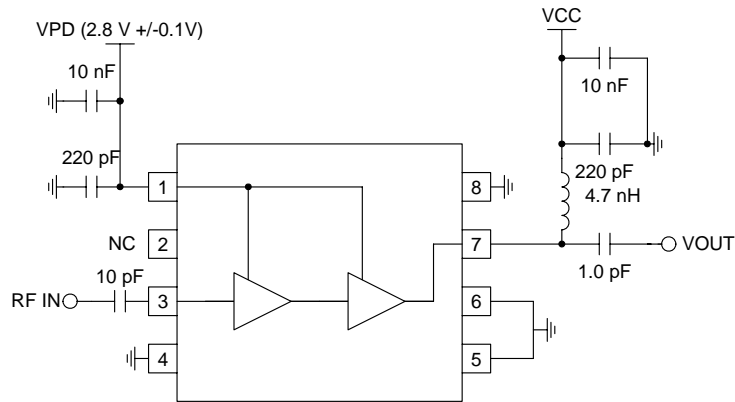 VCC
VPD (2.8 V +/-0.1V)
10 nF
10 nF
220 pF
220 pF
4.7 nH
1
8
NC
2
7
VOUT
1.0 pF
10 pF
RF IN
3
6
4
5